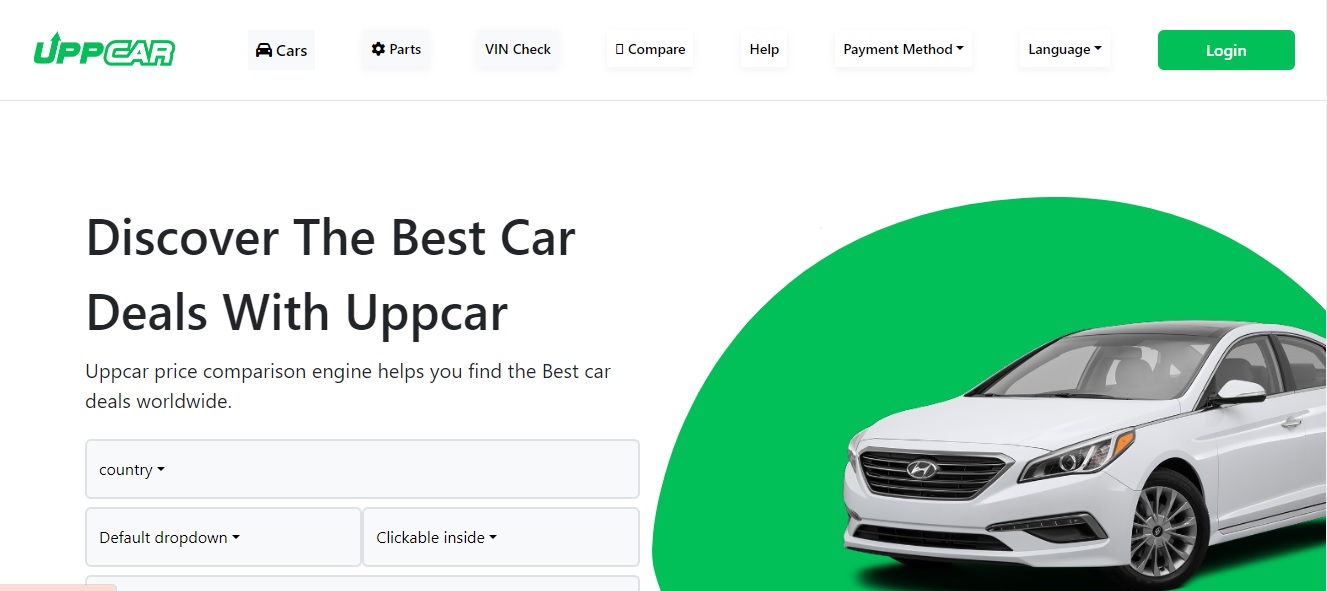 UPPCAR
Cars
Parts
VIN Check
Compare
Help
Payment Method
Language
Login
Discover The Best Car
Deals With Uppcar
Uppcar price comparison engine helps you find the Best car
deals worldwide.
country
Default dropdown
Clickable inside